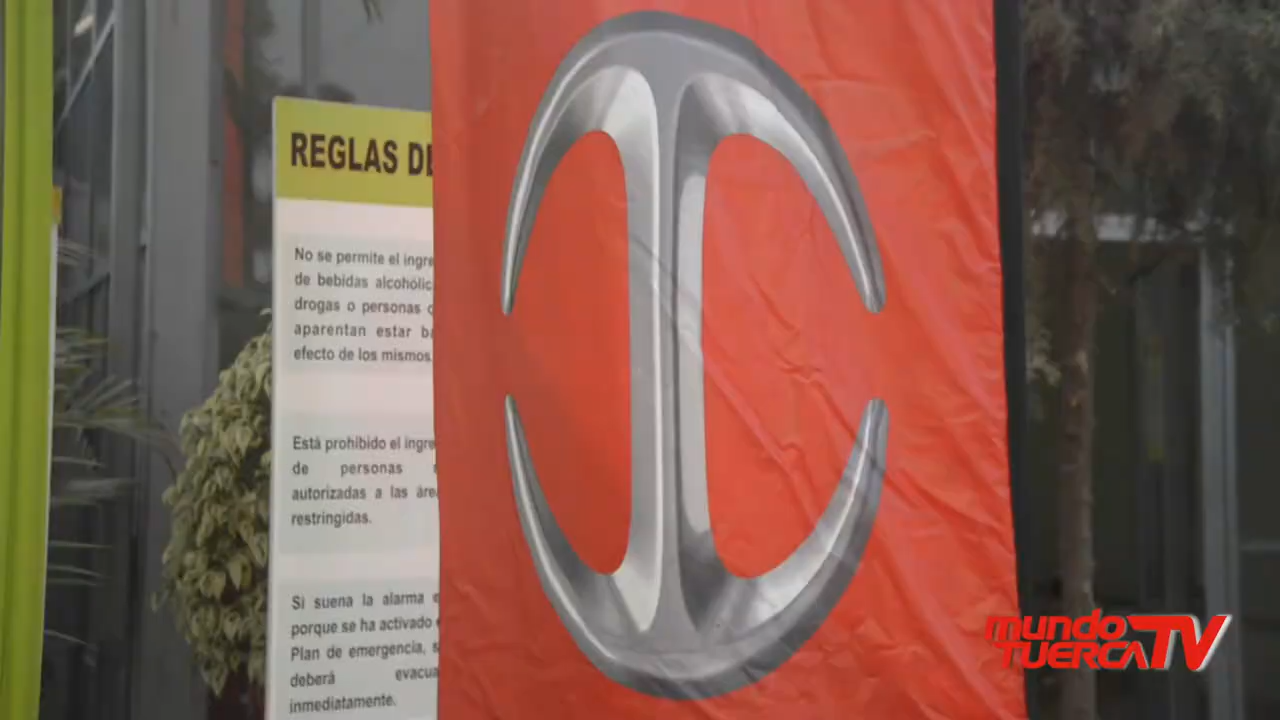 REGLAS DE
No se permite el ingre
de bebidas alcohólic
drogas o personas
aparentan estar ba
efecto de los mismos.
Está prohibido el ingre
de personas
autorizadas a las áre
restringidas.
Si suena la alarma
porque se ha activado
Plan de emergencia, s
deberá evacua
inmediatamente.
mundo
TUERCA TV